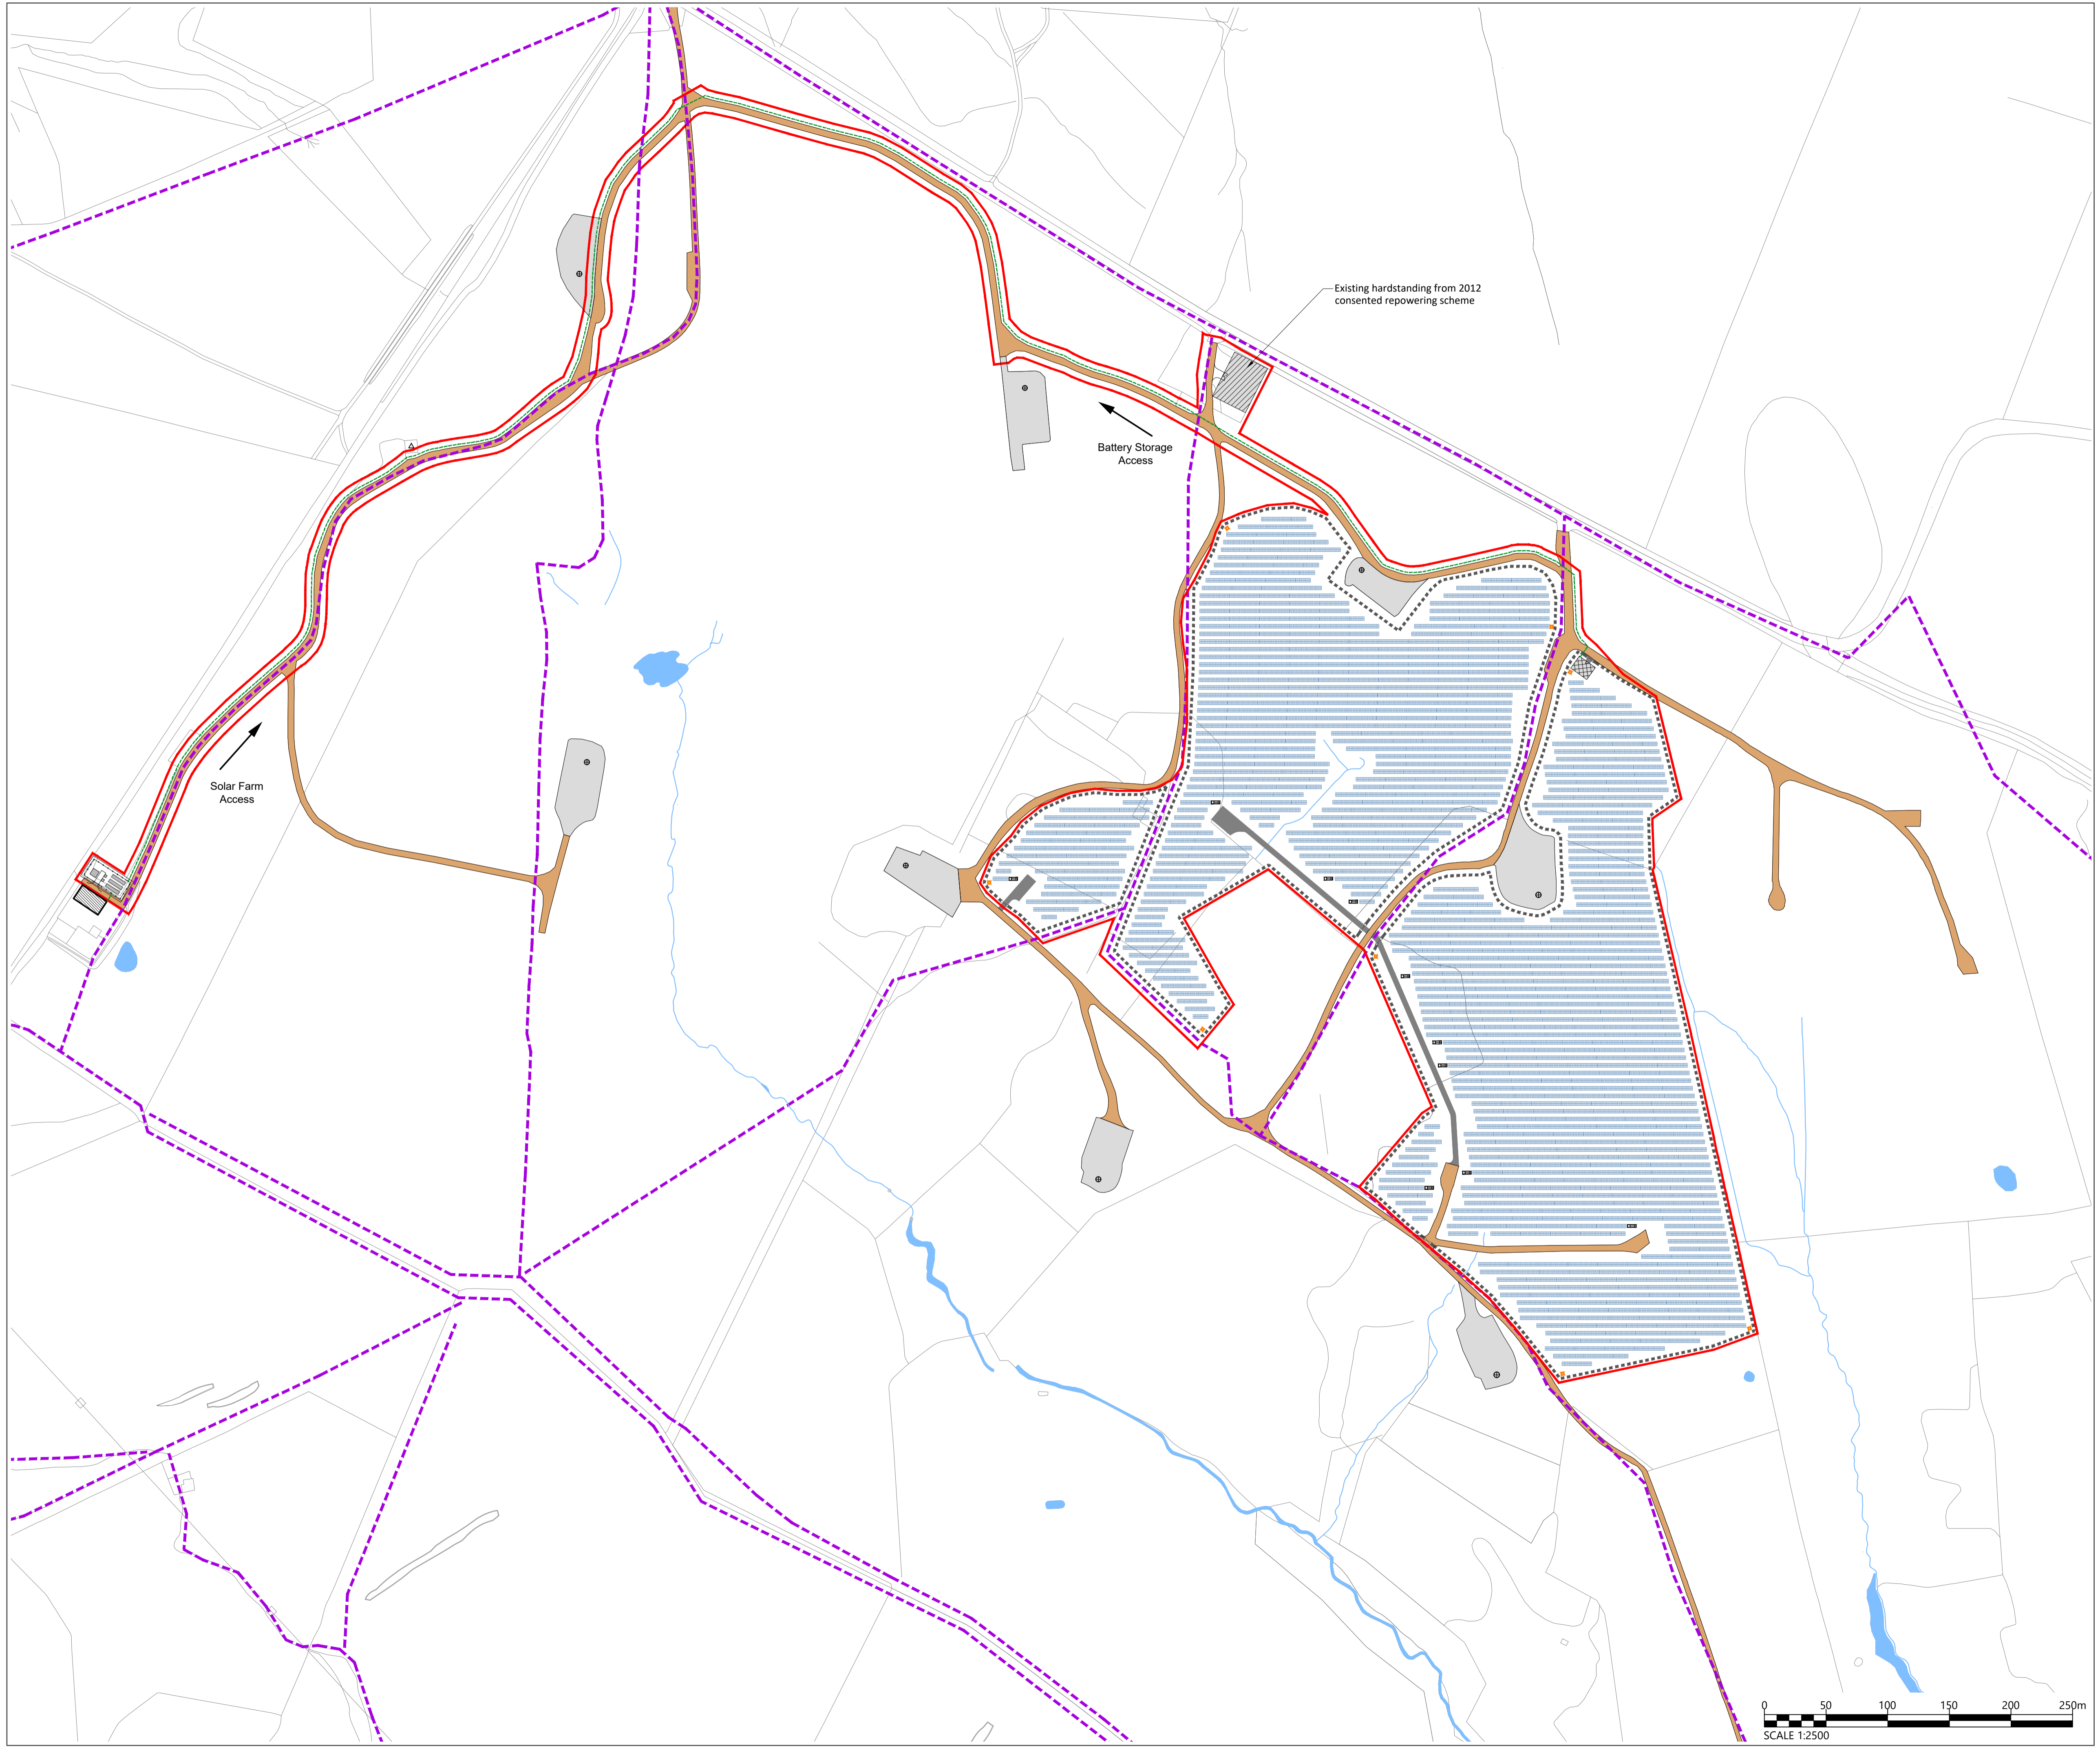 Existing hardstanding from 2012
consented repowering scheme
Battery Storage
Access
Solar Farm
Access
0 50 100 150 200 250m
SCALE 1:2500